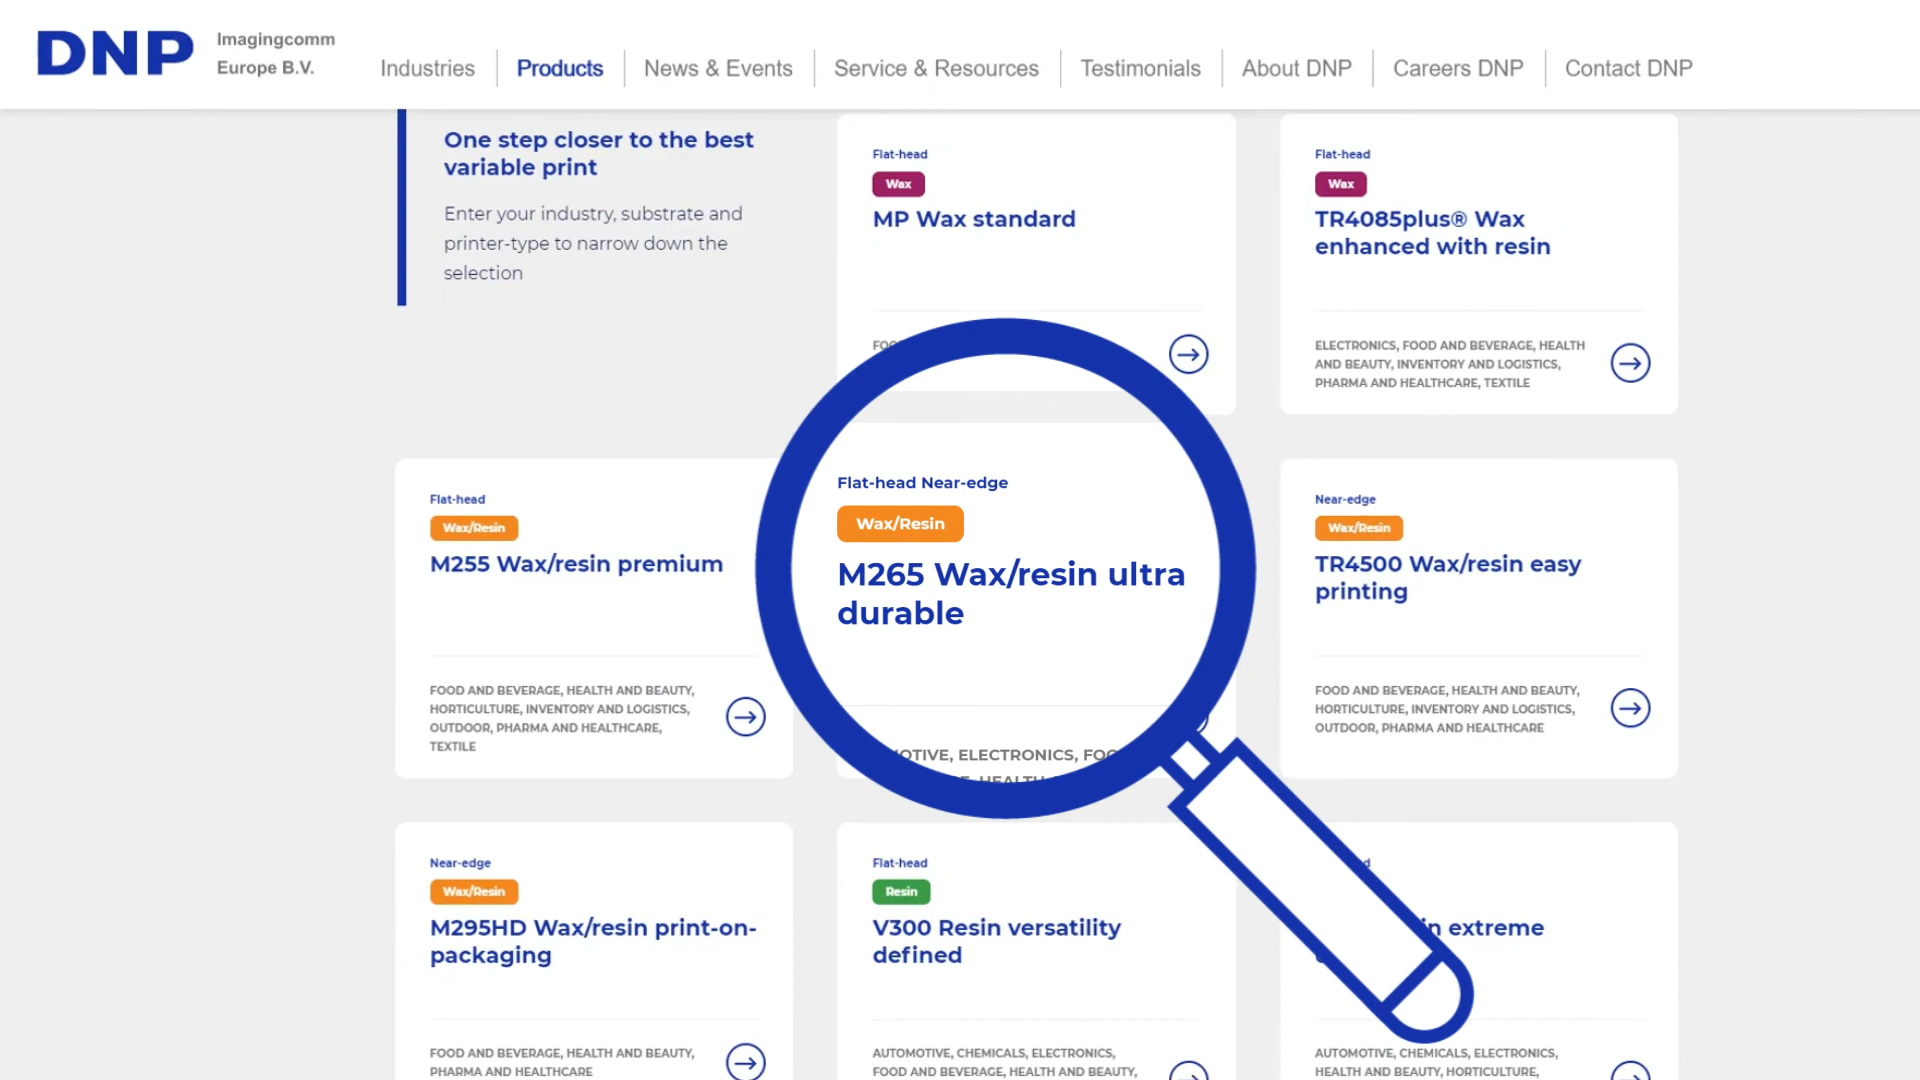 DNP
Imagingcomm
Europe B.V.
Industries
Products
News & Events
Service & Resources
Testimonials
About DNP
Careers DNP
Contact DNP
One step closer to the best
variable print
Enter your industry, substrate and
printer-type to narrow down the
selection
Flat-head
Wax
MP Wax standard
Flat-head
Wax
TR4085plus® Wax
enhanced with resin
ELECTRONICS, FOOD AND BEVERAGE, HEALTH
AND BEAUTY, INVENTORY AND LOGISTICS,
PHARMA AND HEALTHCARE, TEXTILE
Flat-head
Wax/Resin
M255 Wax/resin premium
FOOD AND BEVERAGE, HEALTH AND BEAUTY,
HORTICULTURE, INVENTORY AND LOGISTICS,
OUTDOOR, PHARMA AND HEALTHCARE,
TEXTILE
Flat-head Near-edge
Wax/Resin
M265 Wax/resin ultra
durable
ELECTRONICS,
Near-edge
Wax/Resin
TR4500 Wax/resin easy
printing
FOOD AND BEVERAGE, HEALTH AND BEAUTY,
HORTICULTURE, INVENTORY AND LOGISTICS,
OUTDOOR, PHARMA AND HEALTHCARE
Near-edge
Wax/Resin
M295HD Wax/resin print-on-
packaging
FOOD AND BEVERAGE, HEALTH AND BEAUTY,
PHARMA AND HEALTHCARE
Flat-head
Resin
V300 Resin versatility
defined
AUTOMOTIVE, CHEMICALS, ELECTRONICS,
FOOD AND BEVERAGE, HEALTH AND BEAUTY,
extreme
AUTOMOTIVE, CHEMICALS, ELECTRONICS,
HEALTH AND BEAUTY, HORTICULTURE,